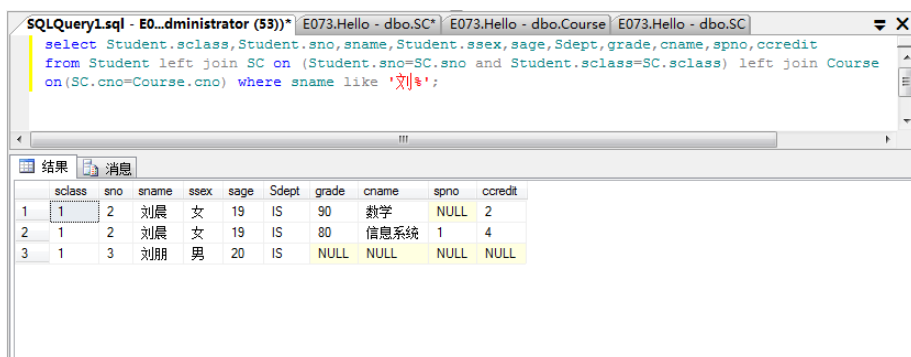 SQLQuery1.sql - E0...dministrator (53))* E073.Hello - dbo.SC* E073.Hello - dbo.Course E073.Hello - dbo.SC
select Student.sclass,Student.sno,sname,Student.ssex,sage,Sdept,grade,cname,spno,ccredit
from Student left join SC on (Student.sno=SC.sno and Student.sclass=SC.sclass) left join Course
on(SC.cno=Course.cno) where sname like '刘%';
结果 消息
sclass sno sname ssex sage Sdept grade cname spno ccredit
1 1 2 刘晨 女 19 IS 90 数学 NULL 2
2 1 2 刘晨 女 19 IS 80 信息系统 1 4
3 1 3 刘朋 男 20 IS NULL NULL NULL NULL